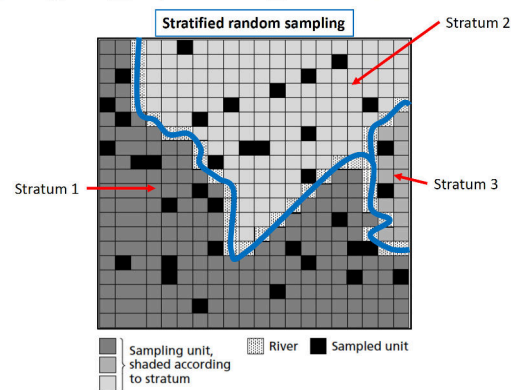 Stratified random sampling
Stratum 2
Stratum 1
Stratum 3
Sampling unit,
shaded according
to stratum
River
Sampled unit